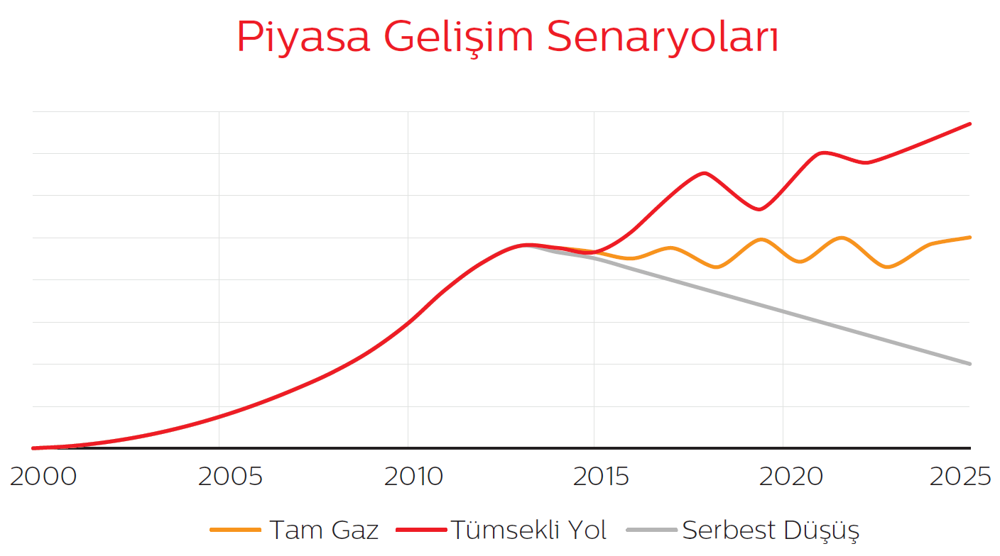 Piyasa Gelişim Senaryoları
2000 2005 2010 2015 2020 2025
Tam Gaz Tümsekli Yol Serbest Düşüş